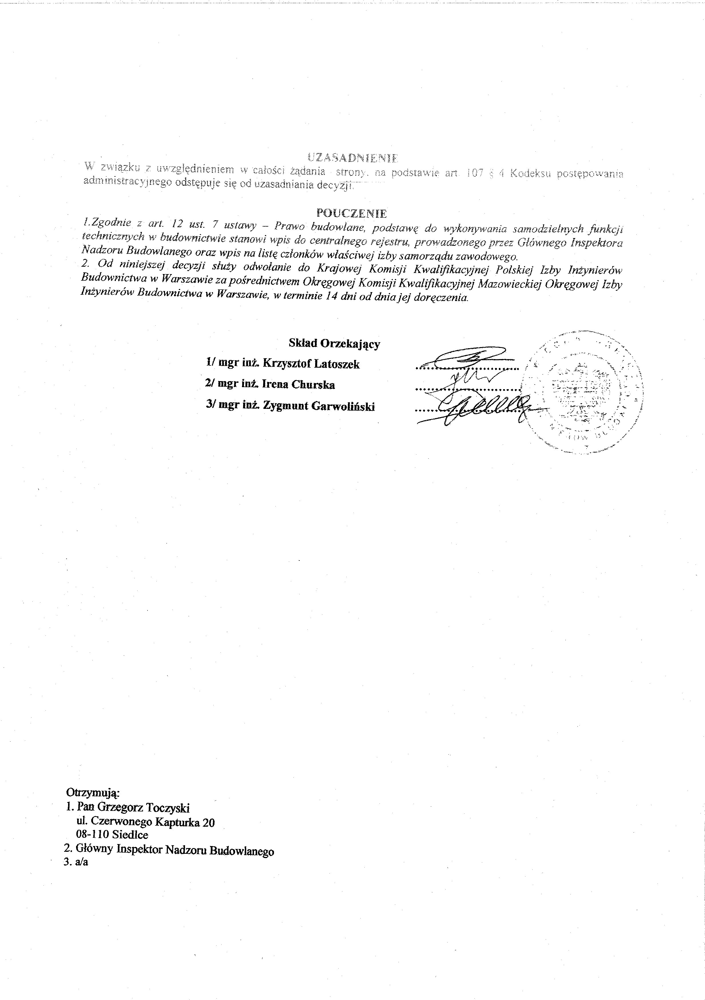 UZASADNIENIE
W związku z uwzględnieniem w całości żądania strony, na podstawie art. 107 § 4 Kodeksu postępowania
administracyjnego odstępuje się od uzasadniania decyzji.
POUCZENIE
1.Zgodnie z art. 12 ust. 7 ustawy – Prawo budowlane, podstawę do wykonywania samodzielnych funkcji
technicznych w budownictwie stanowi wpis do centralnego rejestru, prowadzonego przez Głównego Inspektora
Nadzoru Budowlanego oraz wpis na listę członków właściwej izby samorządu zawodowego.
2. Od niniejszej decyzji służy odwołanie do Krajowej Komisji Kwalifikacyjnej Polskiej Izby Inżynierów
Budownictwa w Warszawie za pośrednictwem Okręgowej Komisji Kwalifikacyjnej Mazowieckiej Okręgowej Izby
Inżynierów Budownictwa w Warszawie, w terminie 14 dni od dnia jej doręczenia.
Skład Orzekający
1/ mgr inż. Krzysztof Latoszek
2/ mgr inż. Irena Churska
3/ mgr inż. Zygmunt Garwoliński
Otrzymują:
1. Pan Grzegorz Toczyski
ul. Czerwonego Kapturka 20
08-110 Siedlce
2. Główny Inspektor Nadzoru Budowlanego
3. a/a